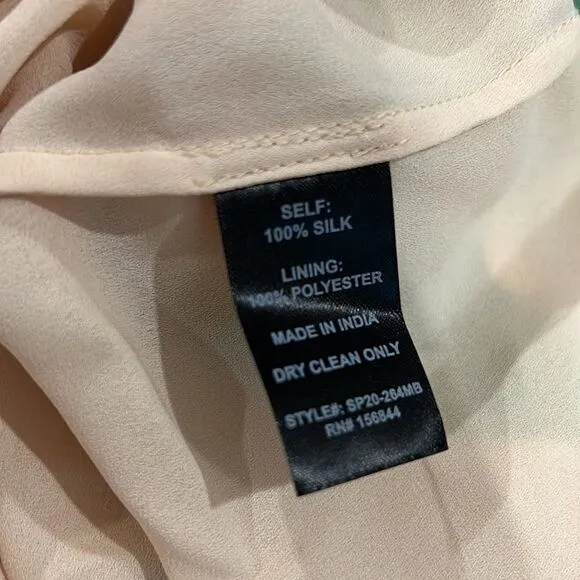 SELF:
100% SILK
LINING:
100% POLYESTER
MADE IN INDIA
DRY CLEAN ONLY
STYLE#: SP20-264MB
RN# 156844